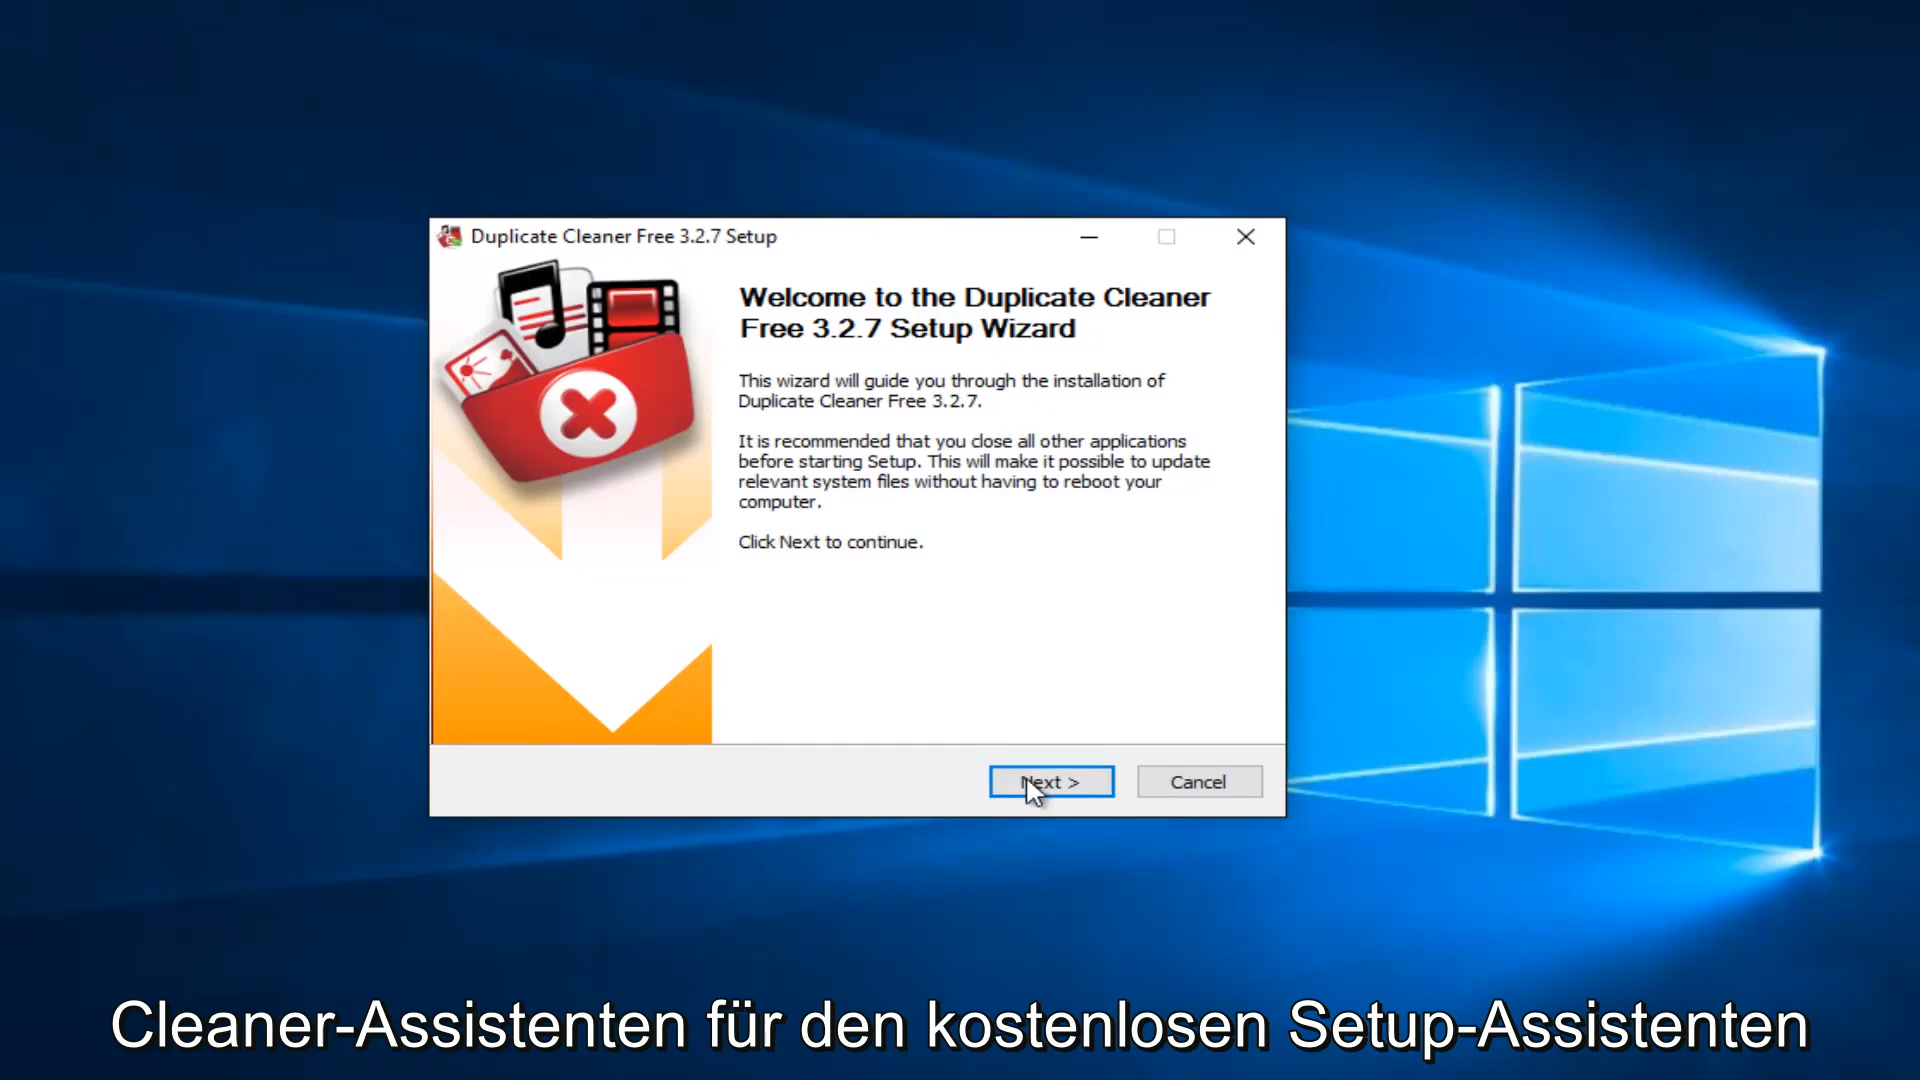 Duplicate Cleaner Free 3.2.7 Setup
Welcome to the Duplicate Cleaner
Free 3.2.7 Setup Wizard
This wizard will guide you through the installation of
Duplicate Cleaner Free 3.2.7.
It is recommended that you close all other applications
before starting Setup. This will make it possible to update
relevant system files without having to reboot your
computer.
Click Next to continue.
Next >
Cancel
Cleaner-Assistenten für den kostenlosen Setup-Assistenten